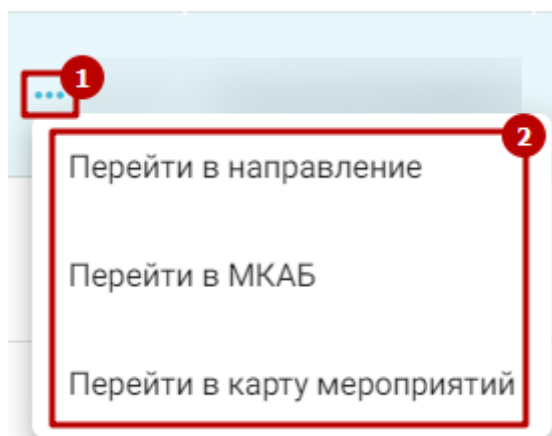 1
2
Перейти в направление
Перейти в МКАБ
Перейти в карту мероприятий